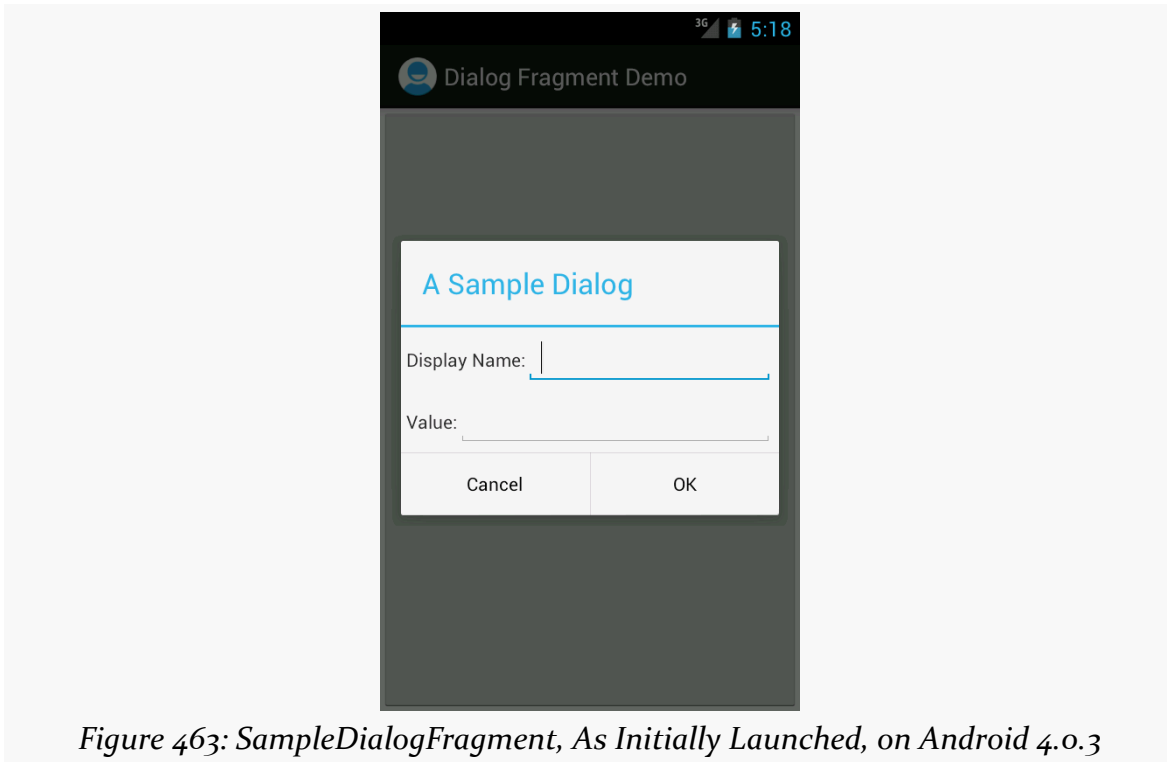 3G 5:18
Dialog Fragment Demo
A Sample Dialog
Display Name:
Value:
Cancel OK
Figure 463: SampleDialogFragment, As Initially Launched, on Android 4.0.3